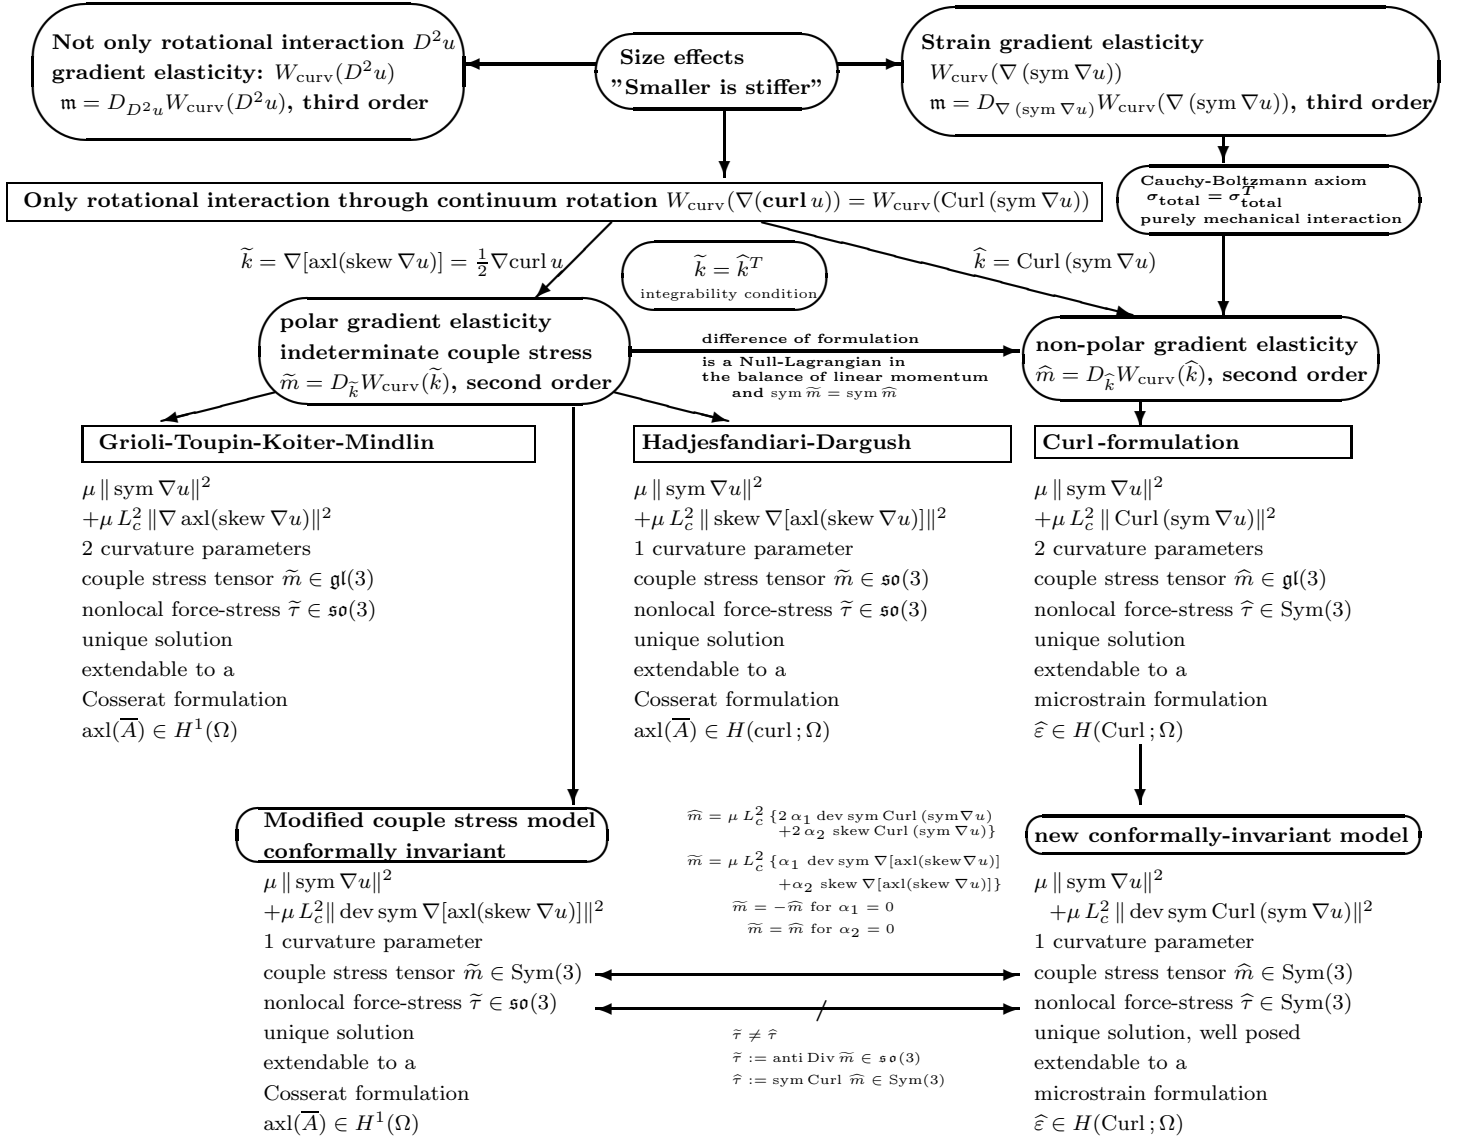 Not only rotational interaction D²u
gradient elasticity: W_curv(D²u)
𝔪 = D_{D²u}W_curv(D²u), third order
Size effects
"Smaller is stiffer"
Strain gradient elasticity
W_curv(∇ (sym ∇u))
𝔪 = D_{∇ (sym ∇u)}W_curv(∇ (sym ∇u)), third order
Only rotational interaction through continuum rotation W_curv(∇(curl u)) = W_curv(Curl (sym ∇u))
Cauchy-Boltzmann axiom
σ_total = σ^T_total
purely mechanical interaction
k̃ = ∇[axl(skew ∇u)] = ½∇curl u
k̃ = k̂^T
integrability condition
k̂ = Curl (sym ∇u)
polar gradient elasticity
indeterminate couple stress
m̃ = D_k̃ W_curv(k̃), second order
difference of formulation
is a Null-Lagrangian in
the balance of linear momentum
and sym m̃ = sym m̂
non-polar gradient elasticity
m̂ = D_k̂ W_curv(k̂), second order
Grioli-Toupin-Koiter-Mindlin
μ ‖ sym ∇u‖²
+μ L_c² ‖∇ axl(skew ∇u)‖²
2 curvature parameters
couple stress tensor m̃ ∈ 𝔤𝔩(3)
nonlocal force-stress τ̃ ∈ 𝔰𝔬(3)
unique solution
extendable to a
Cosserat formulation
axl(A̅) ∈ H¹(Ω)
Hadjesfandiari-Dargush
μ ‖ sym ∇u‖²
+μ L_c² ‖ skew ∇[axl(skew ∇u)]‖²
1 curvature parameter
couple stress tensor m̃ ∈ 𝔰𝔬(3)
nonlocal force-stress τ̃ ∈ 𝔰𝔬(3)
unique solution
extendable to a
Cosserat formulation
axl(A̅) ∈ H(curl ; Ω)
Curl -formulation
μ ‖ sym ∇u‖²
+μ L_c² ‖ Curl (sym ∇u)‖²
2 curvature parameters
couple stress tensor m̂ ∈ 𝔤𝔩(3)
nonlocal force-stress τ̂ ∈ Sym(3)
unique solution
extendable to a
microstrain formulation
ε̂ ∈ H(Curl ; Ω)
Modified couple stress model
conformally invariant
μ ‖ sym ∇u‖²
+μ L_c²‖ dev sym ∇[axl(skew ∇u)]‖²
1 curvature parameter
couple stress tensor m̃ ∈ Sym(3)
nonlocal force-stress τ̃ ∈ 𝔰𝔬(3)
unique solution
extendable to a
Cosserat formulation
axl(A̅) ∈ H¹(Ω)
m̂ = μ L_c² {2 α₁ dev sym Curl (sym∇u)
+2 α₂ skew Curl (sym ∇u)}
m̃ = μ L_c² {α₁ dev sym ∇[axl(skew∇u)]
+α₂ skew ∇[axl(skew ∇u)]}
m̃ = −m̂ for α₁ = 0
m̃ = m̂ for α₂ = 0
τ̃ ≠ τ̂
τ̃ := anti Div m̃ ∈ 𝔰𝔬(3)
τ̂ := sym Curl m̂ ∈ Sym(3)
new conformally-invariant model
μ ‖ sym ∇u‖²
+μ L_c² ‖ dev sym Curl (sym ∇u)‖²
1 curvature parameter
couple stress tensor m̂ ∈ Sym(3)
nonlocal force-stress τ̂ ∈ Sym(3)
unique solution, well posed
extendable to a
microstrain formulation
ε̂ ∈ H(Curl ; Ω)